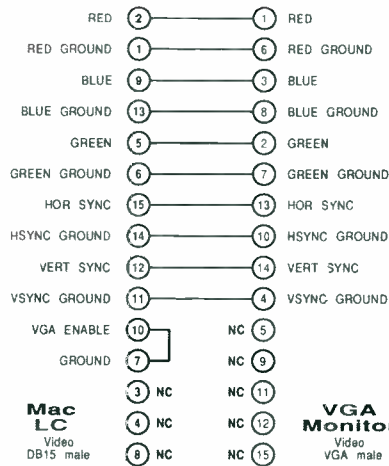 RED 2 1 RED
RED GROUND 1 6 RED GROUND
BLUE 9 3 BLUE
BLUE GROUND 13 8 BLUE GROUND
GREEN 5 2 GREEN
GREEN GROUND 6 7 GREEN GROUND
HOR SYNC 15 13 HOR SYNC
HSYNC GROUND 14 10 HSYNC GROUND
VERT SYNC 12 14 VERT SYNC
VSYNC GROUND 11 4 VSYNC GROUND
VGA ENABLE 10 NC 5
GROUND 7 NC 9
3 NC NC 11
4 NC NC 12
8 NC NC 15
Mac
LC
Video
DB15 male
VGA
Monitor
Video
VGA male